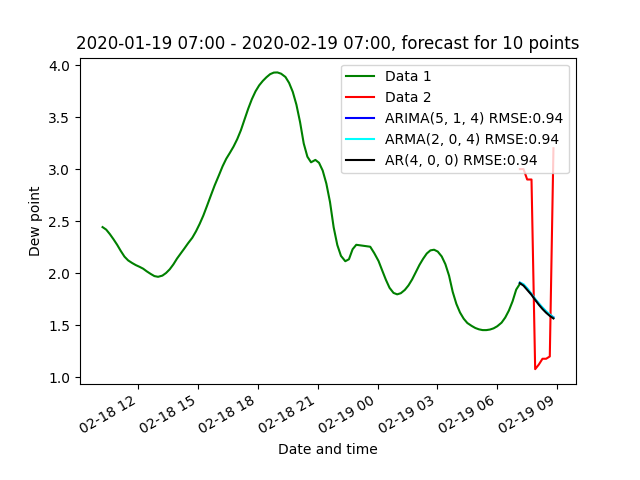 2020-01-19 07:00 - 2020-02-19 07:00, forecast for 10 points
Data 1
Data 2
ARIMA(5, 1, 4) RMSE:0.94
ARMA(2, 0, 4) RMSE:0.94
AR(4, 0, 0) RMSE:0.94
4.0
3.5
3.0
2.5
2.0
1.5
1.0
Dew point
02-18 12
02-18 15
02-18 18
02-18 21
02-19 00
02-19 03
02-19 06
02-19 09
Date and time